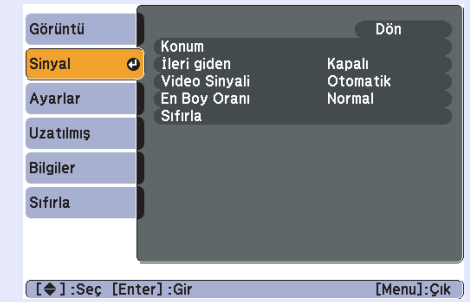 Görüntü
Sinyal
Ayarlar
Uzatılmış
Bilgiler
Sıfırla
Dön
Konum
İleri giden Kapalı
Video Sinyali Otomatik
En Boy Oranı Normal
Sıfırla
[ ] :Seç [Enter] :Gir [Menu]:Çık